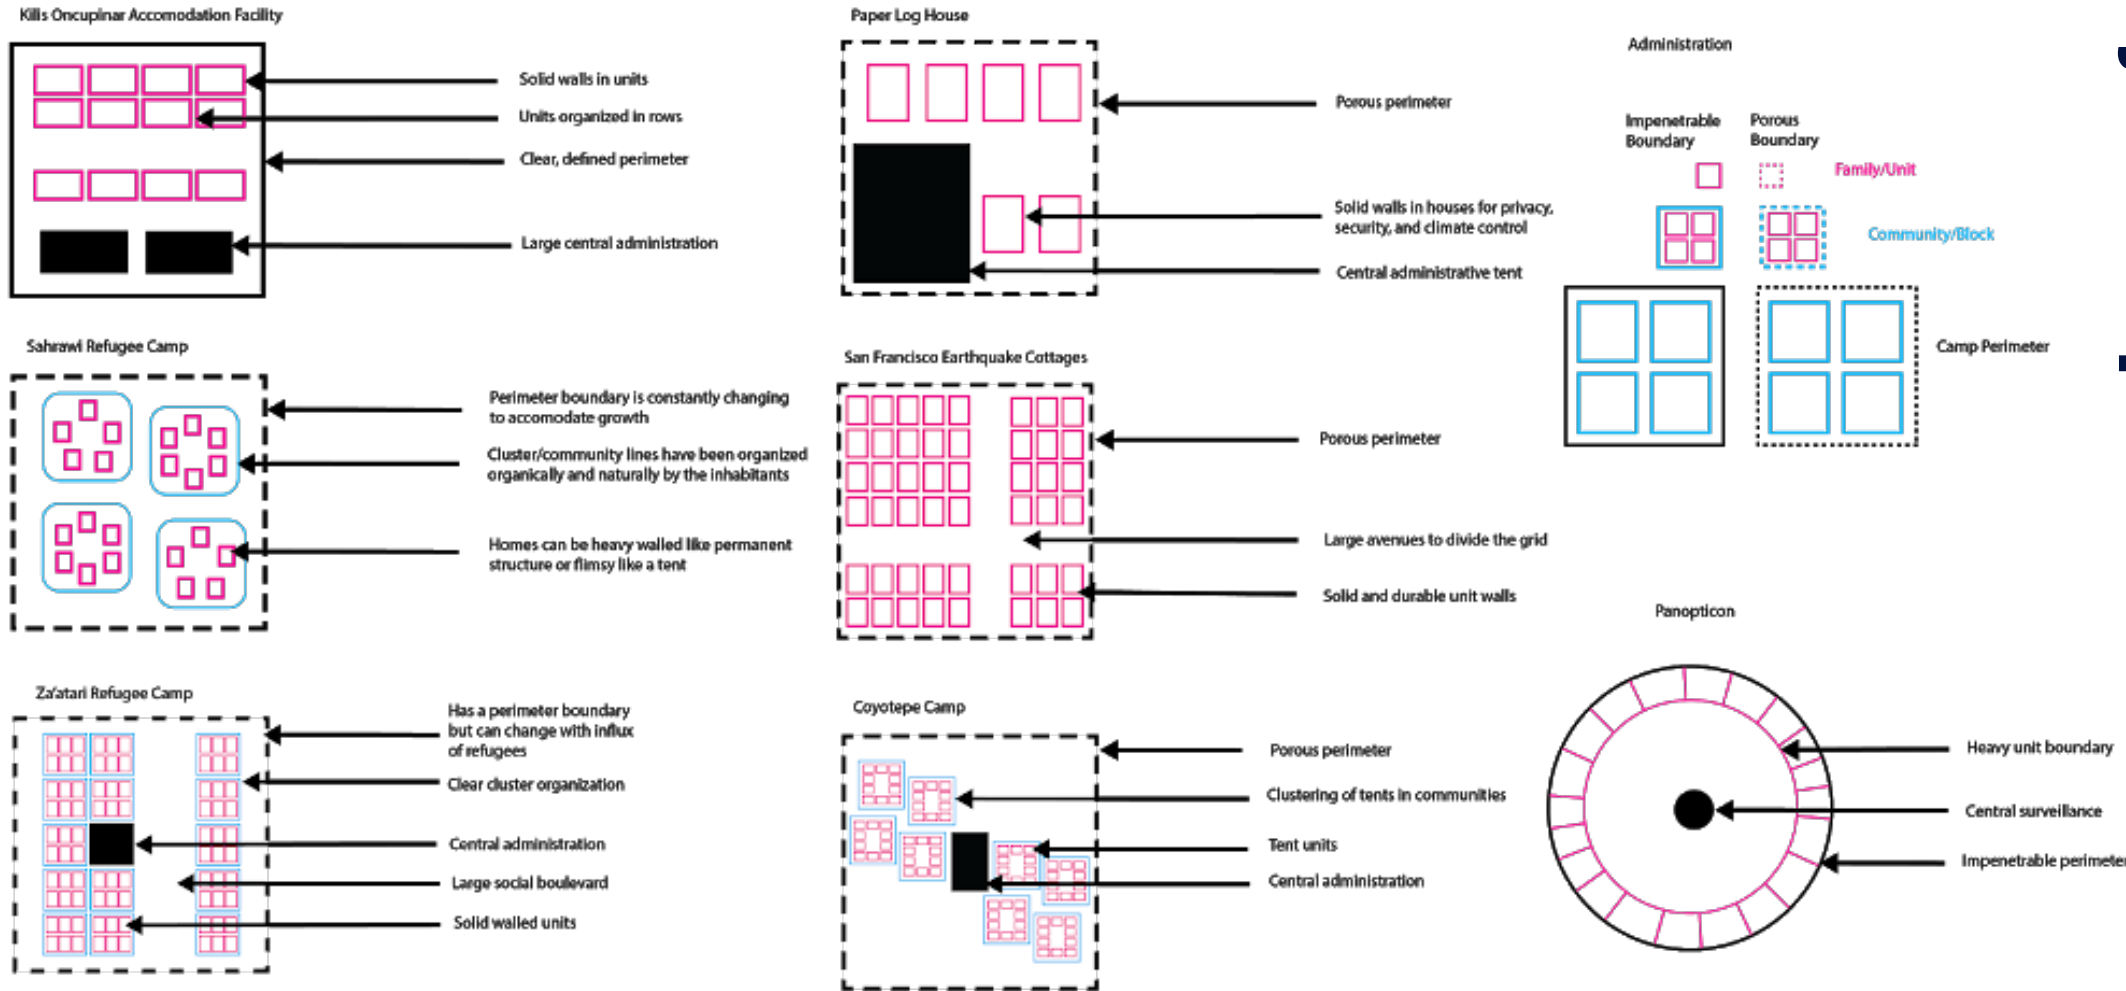 Kilis Oncupinar Accomodation Facility
Solid walls in units
Units organized in rows
Clear, defined perimeter
Large central administration
Paper Log House
Porous perimeter
Solid walls in houses for privacy,
security, and climate control
Central administrative tent
Administration
Impenetrable
Boundary
Porous
Boundary
Family/Unit
Community/Block
Camp Perimeter
Sahrawi Refugee Camp
Perimeter boundary is constantly changing
to accomodate growth
Cluster/community lines have been organized
organically and naturally by the inhabitants
Homes can be heavy walled like permanent
structure or flimsy like a tent
San Francisco Earthquake Cottages
Porous perimeter
Large avenues to divide the grid
Solid and durable unit walls
Za'atari Refugee Camp
Has a perimeter boundary
but can change with influx
of refugees
Clear cluster organization
Central administration
Large social boulevard
Solid walled units
Coyotepe Camp
Porous perimeter
Clustering of tents in communities
Tent units
Central administration
Panopticon
Heavy unit boundary
Central surveillance
Impenetrable perimeter